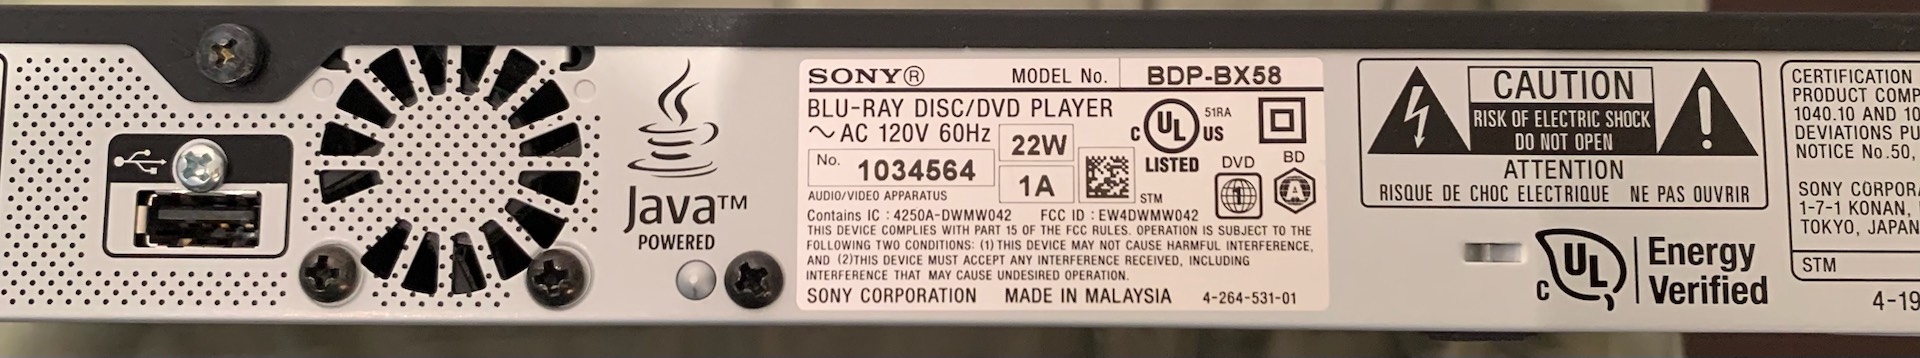 Java™
POWERED
SONY® MODEL No. BDP-BX58
BLU-RAY DISC/DVD PLAYER
~ AC 120V 60Hz 22W
1A
No. 1034564
AUDIO/VIDEO APPARATUS
C UL US 51RA
LISTED
STM
DVD 1
BD A
Contains IC : 4250A-DWMW042 FCC ID : EW4DWMW042
THIS DEVICE COMPLIES WITH PART 15 OF THE FCC RULES. OPERATION IS SUBJECT TO THE
FOLLOWING TWO CONDITIONS: (1) THIS DEVICE MAY NOT CAUSE HARMFUL INTERFERENCE,
AND (2)THIS DEVICE MUST ACCEPT ANY INTERFERENCE RECEIVED, INCLUDING
INTERFERENCE THAT MAY CAUSE UNDESIRED OPERATION.
SONY CORPORATION MADE IN MALAYSIA 4-264-531-01
CAUTION
RISK OF ELECTRIC SHOCK
DO NOT OPEN
ATTENTION
RISQUE DE CHOC ELECTRIQUE NE PAS OUVRIR
C UL Energy
Verified
CERTIFICATION
PRODUCT COMP
1040.10 AND 10
DEVIATIONS PU
NOTICE No.50,
SONY CORPORA
1-7-1 KONAN,
TOKYO, JAPAN
STM
4-19